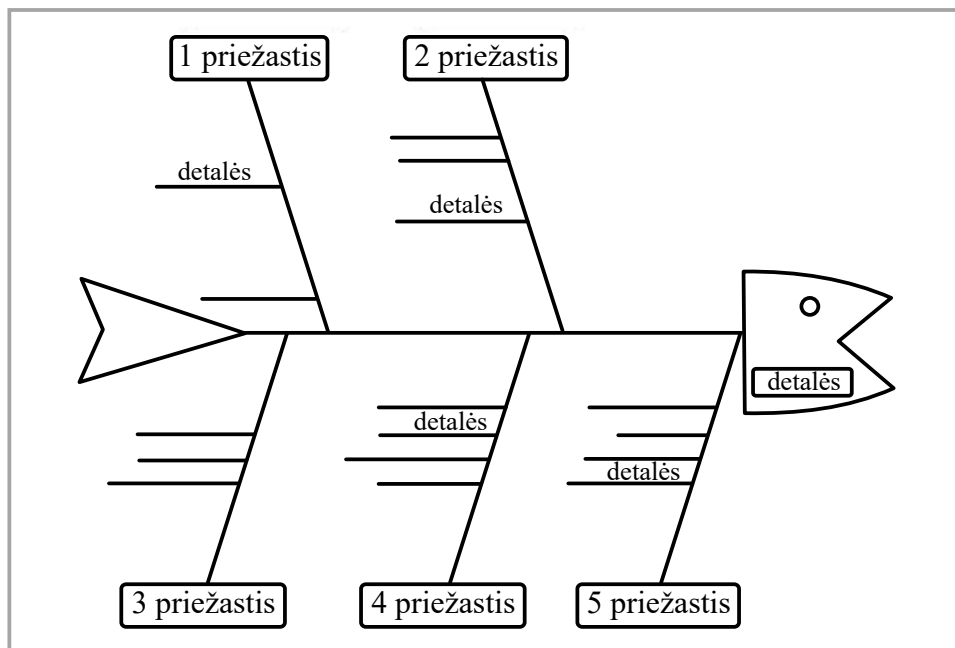 1 priežastis
2 priežastis
detalės
detalės
detalės
detalės
detalės
3 priežastis
4 priežastis
5 priežastis